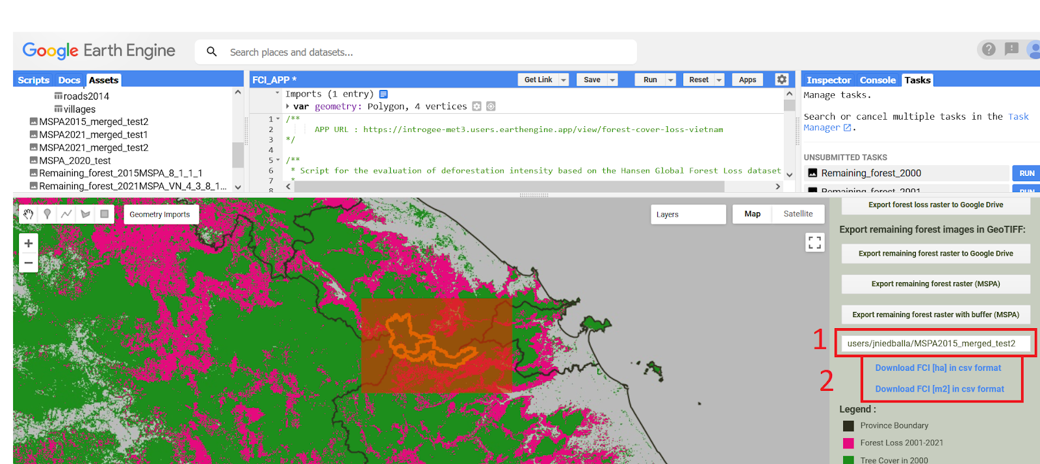 Google Earth Engine
Search places and datasets...
Scripts Docs Assets
roads2014
villages
MSPA2015_merged_test2
MSPA2021_merged_test1
MSPA2021_merged_test2
MSPA_2020_test
Remaining_forest_2015MSPA_8_1_1_1
Remaining_forest_2021MSPA_VN_4_3_8_1...
FCI_APP *
Get Link Save Run Reset Apps
Imports (1 entry)
var geometry: Polygon, 4 vertices
1 /**
2 APP URL : https://introgee-met3.users.earthengine.app/view/forest-cover-loss-vietnam
3 */
4
5 /**
6 * Script for the evaluation of deforestation intensity based on the Hansen Global Forest Loss dataset
7 *
Inspector Console Tasks
Manage tasks.
Search or cancel multiple tasks in the Task
Manager.
UNSUBMITTED TASKS
Remaining_forest_2000 RUN
Remaining_forest_2001 RUN
Geometry Imports
Layers
Map Satellite
+
−
Export forest loss raster to Google Drive
Export remaining forest images in GeoTIFF:
Export remaining forest raster to Google Drive
Export remaining forest raster (MSPA)
Export remaining forest raster with buffer (MSPA)
1 users/jniedballa/MSPA2015_merged_test2
2
Download FCI [ha] in csv format
Download FCI [m2] in csv format
Legend :
Province Boundary
Forest Loss 2001-2021
Tree Cover in 2000